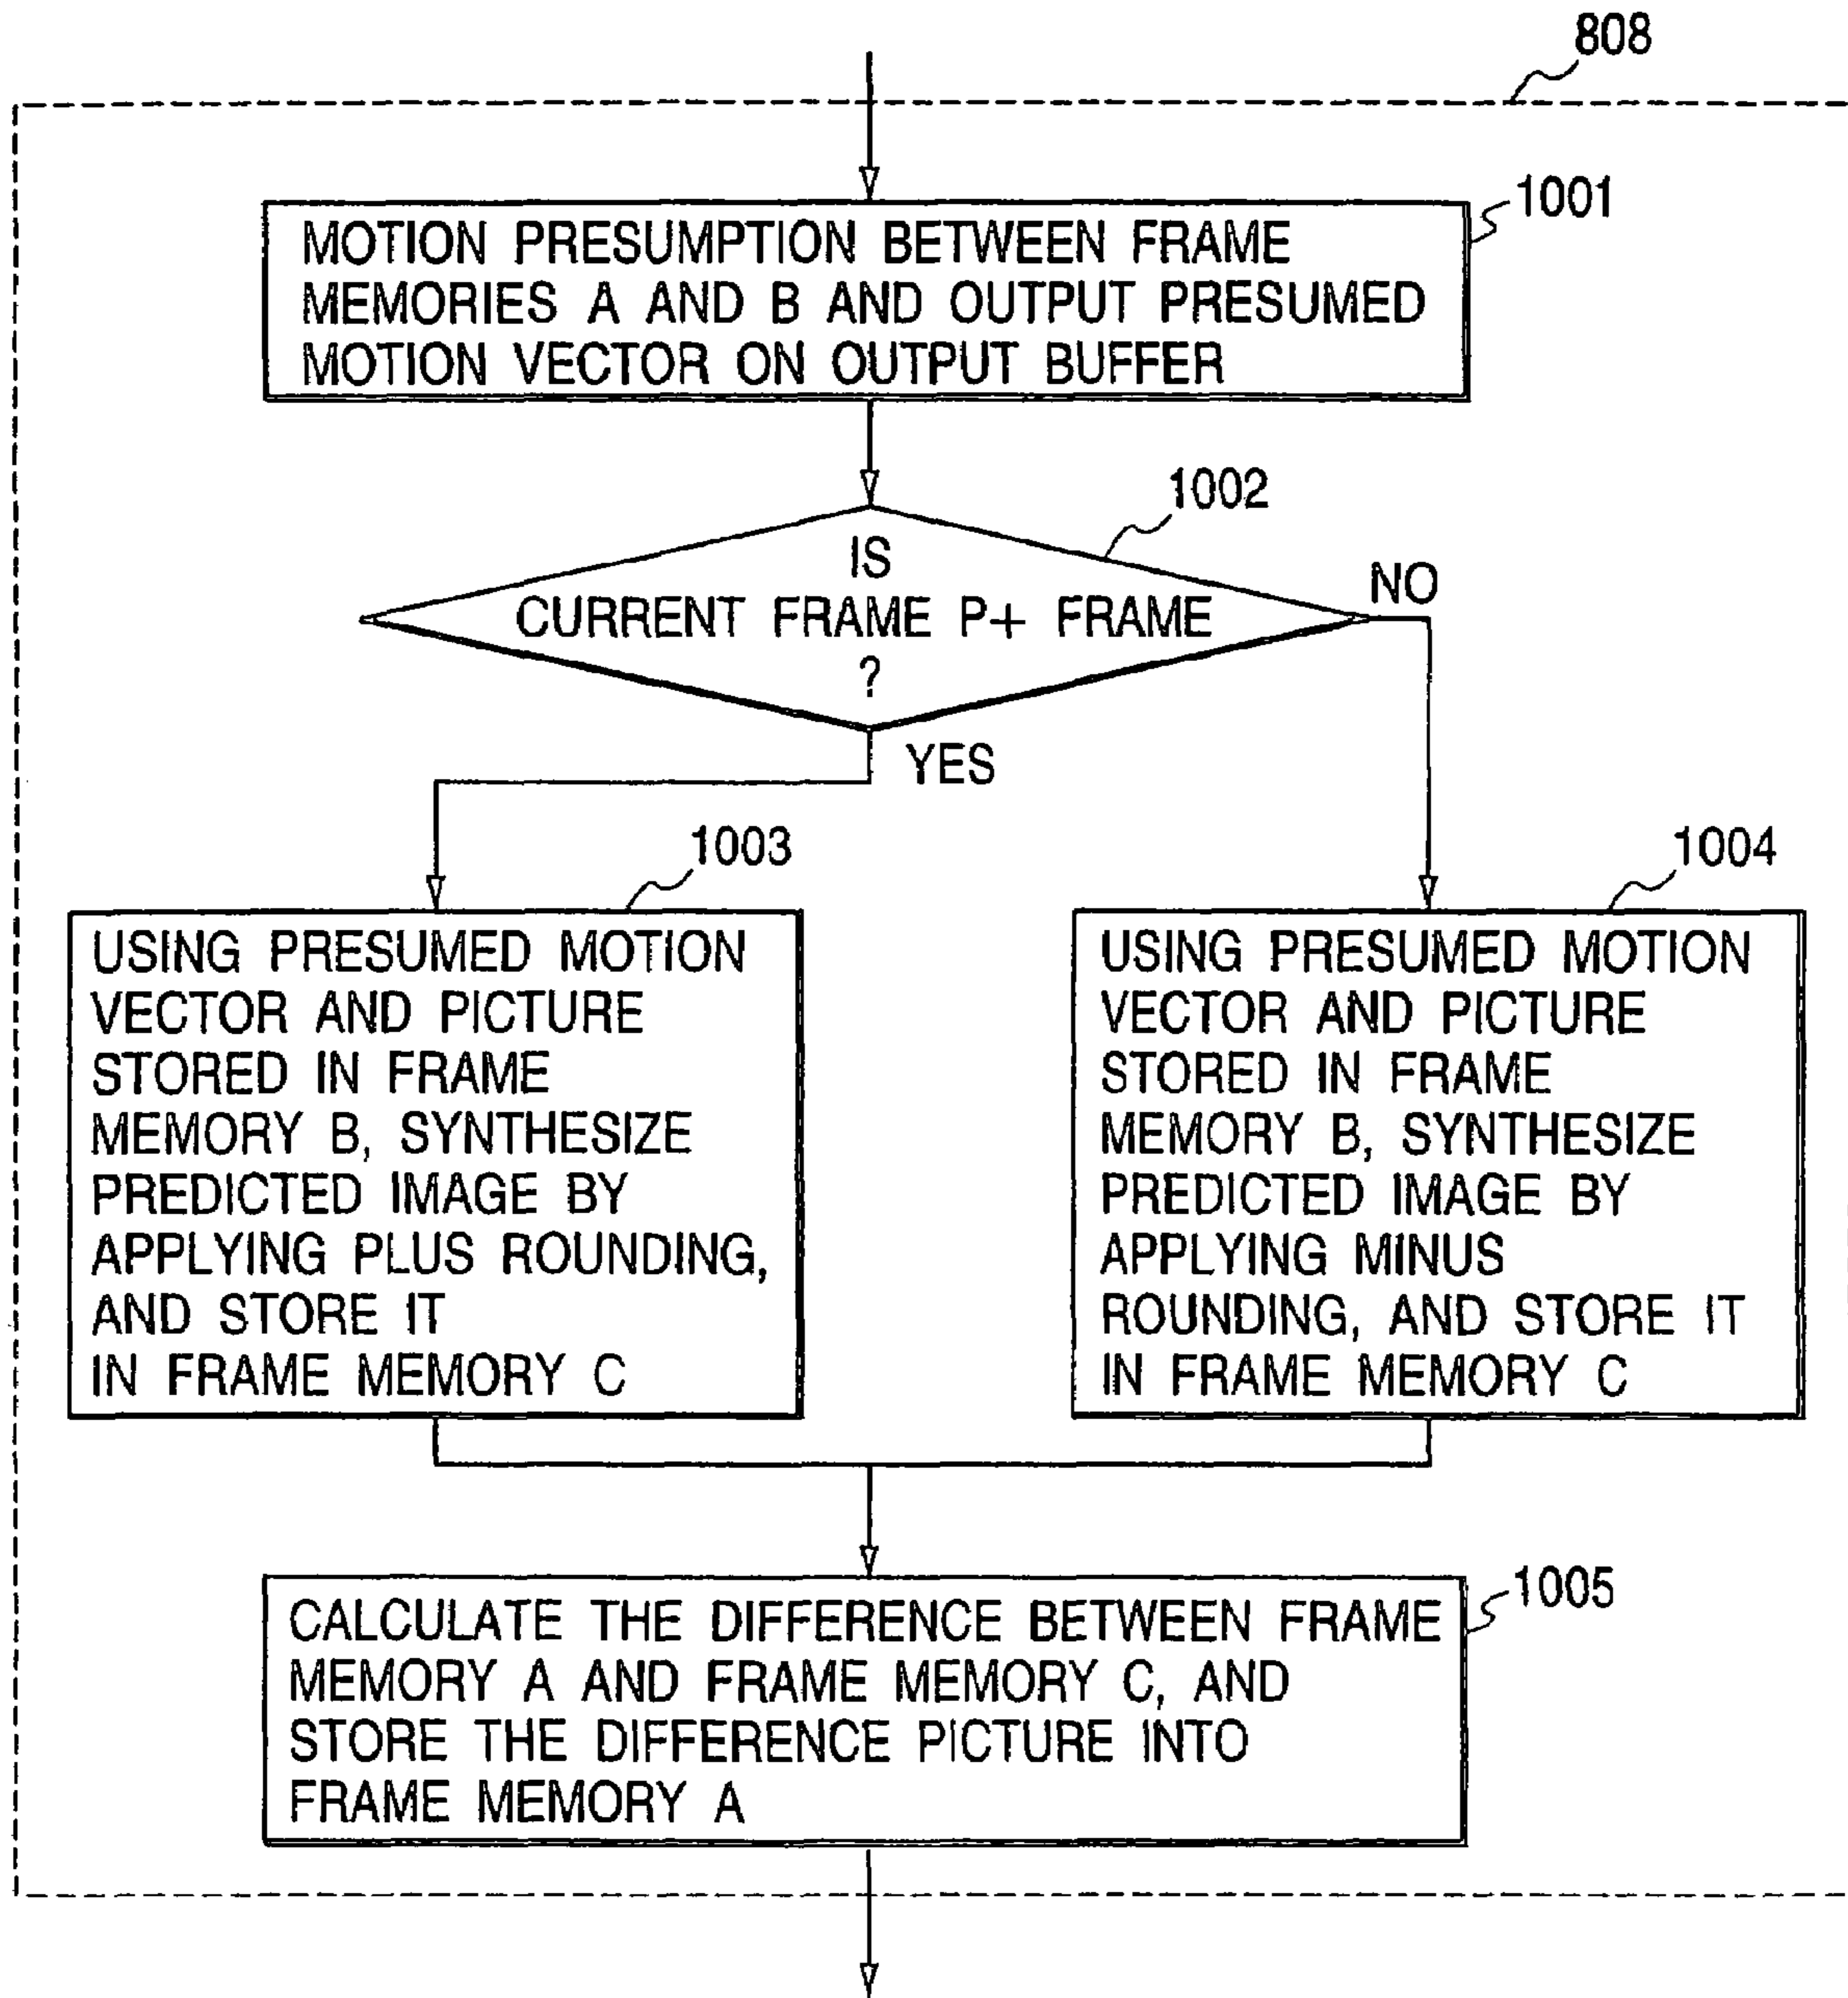 808
1001
MOTION PRESUMPTION BETWEEN FRAME
MEMORIES A AND B AND OUTPUT PRESUMED
MOTION VECTOR ON OUTPUT BUFFER
1002
IS
CURRENT FRAME P+ FRAME
?
NO
YES
1003
USING PRESUMED MOTION
VECTOR AND PICTURE
STORED IN FRAME
MEMORY B, SYNTHESIZE
PREDICTED IMAGE BY
APPLYING PLUS ROUNDING,
AND STORE IT
IN FRAME MEMORY C
1004
USING PRESUMED MOTION
VECTOR AND PICTURE
STORED IN FRAME
MEMORY B, SYNTHESIZE
PREDICTED IMAGE BY
APPLYING MINUS
ROUNDING, AND STORE IT
IN FRAME MEMORY C
1005
CALCULATE THE DIFFERENCE BETWEEN FRAME
MEMORY A AND FRAME MEMORY C, AND
STORE THE DIFFERENCE PICTURE INTO
FRAME MEMORY A